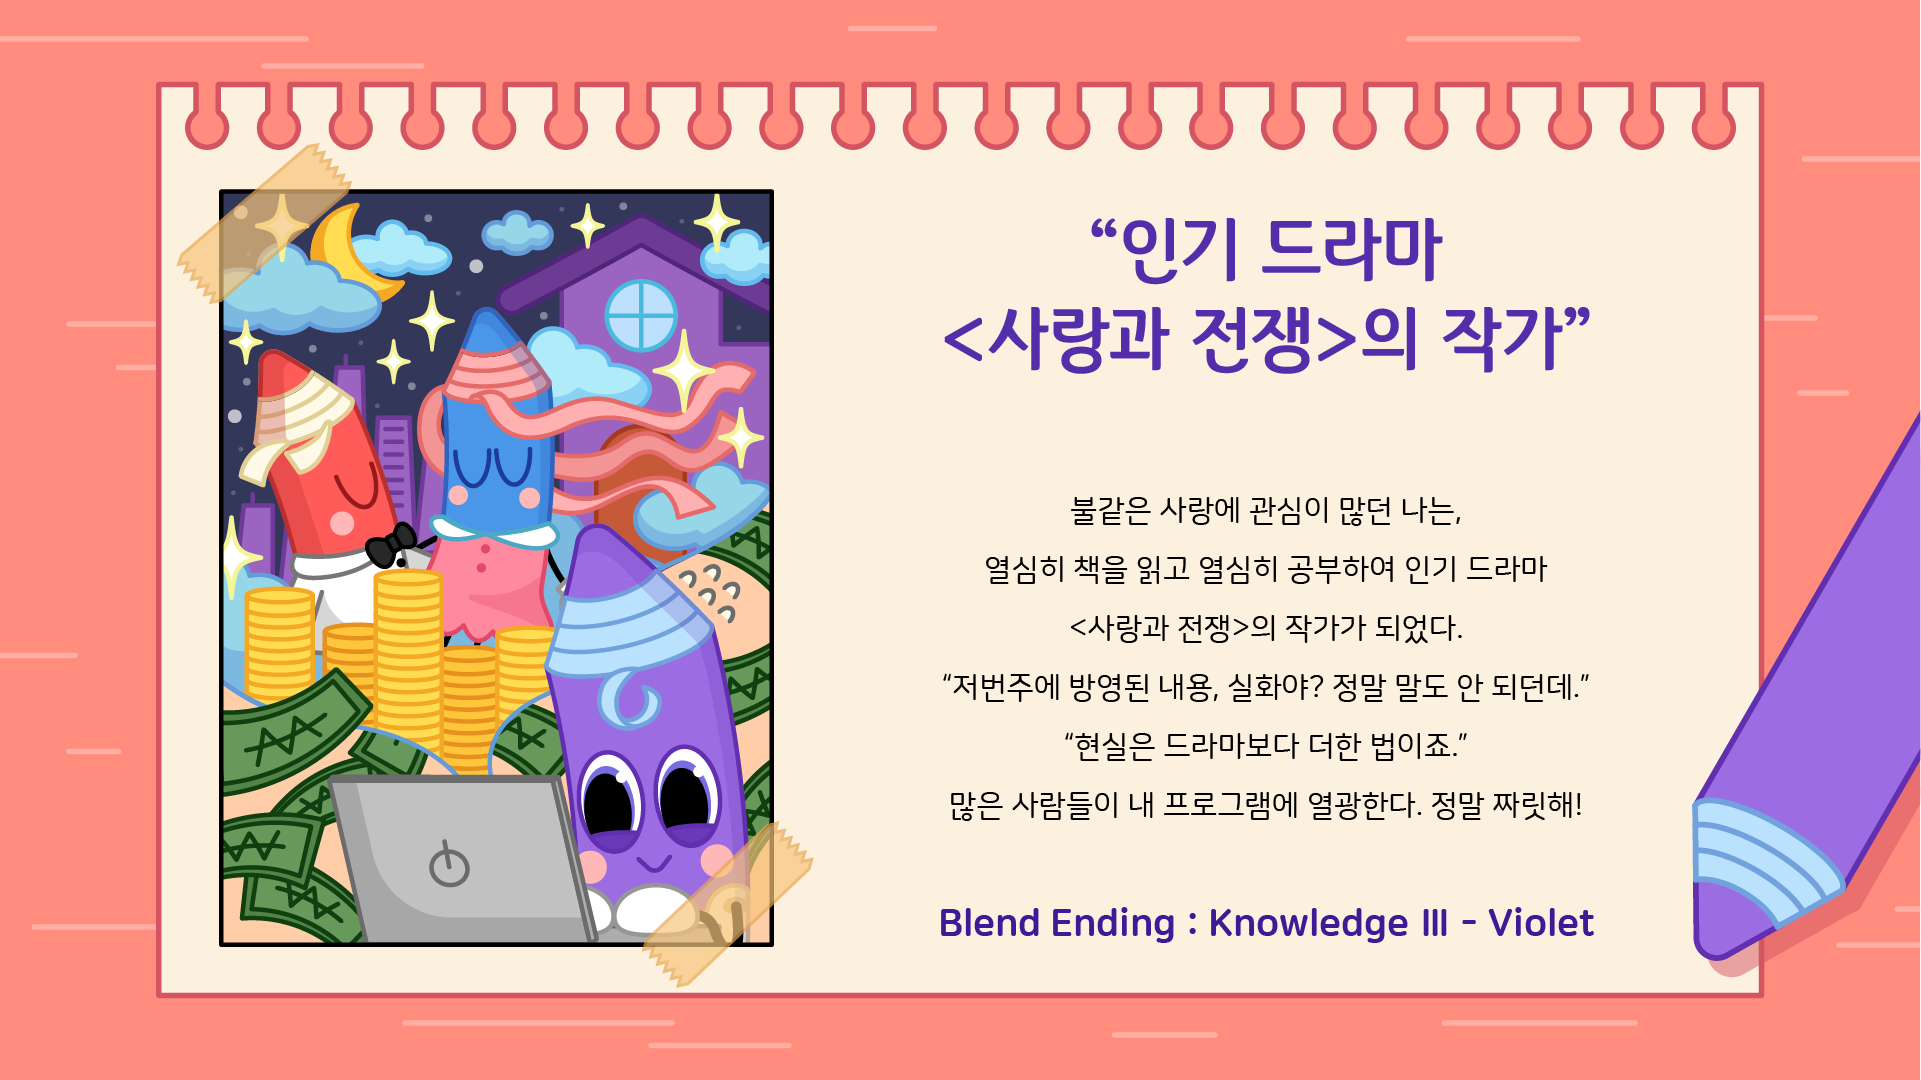 “인기 드라마
<사랑과 전쟁>의 작가”
불같은 사랑에 관심이 많던 나는,
열심히 책을 읽고 열심히 공부하여 인기 드라마
<사랑과 전쟁>의 작가가 되었다.
“저번주에 방영된 내용, 실화야? 정말 말도 안 되던데.”
“현실은 드라마보다 더한 법이죠.”
많은 사람들이 내 프로그램에 열광한다. 정말 짜릿해!
Blend Ending : Knowledge III - Violet